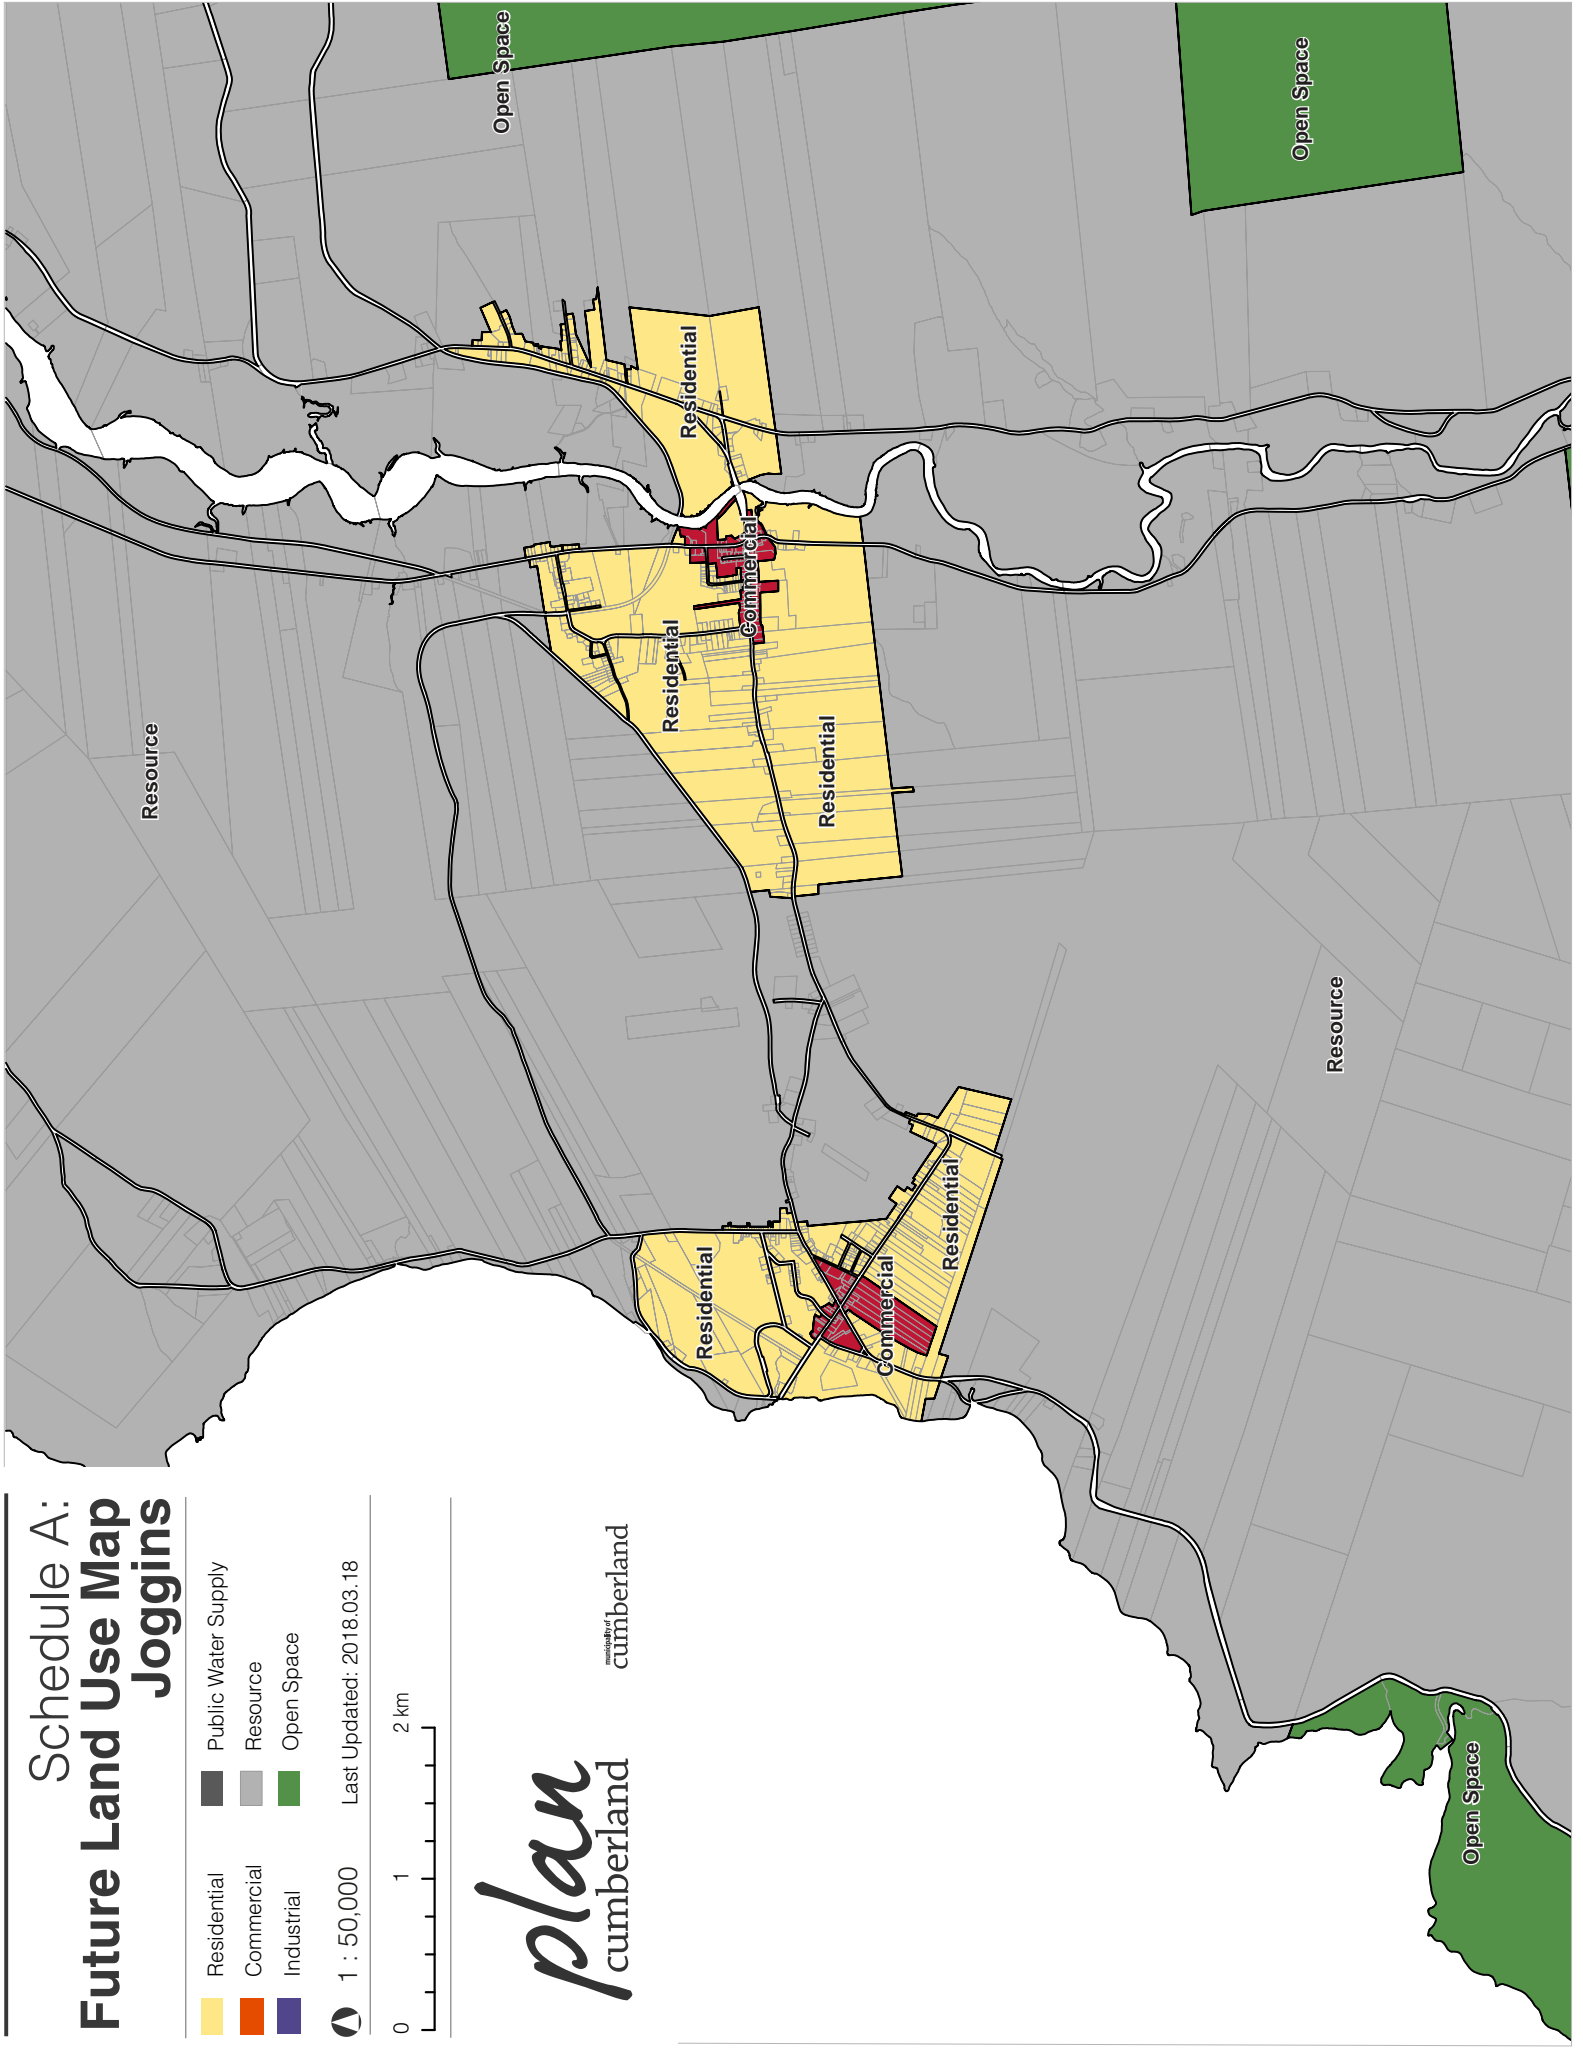 Schedule A:
Future Land Use Map
Joggins
Residential
Commercial
Industrial
Public Water Supply
Resource
Open Space
1 : 50,000
Last Updated: 2018.03.18
0 1 2 km
plan
cumberland
municipality of
cumberland
Resource
Open Space
Open Space
Residential
Commercial
Residential
Residential
Resource
Residential
Residential
Commercial
Open Space